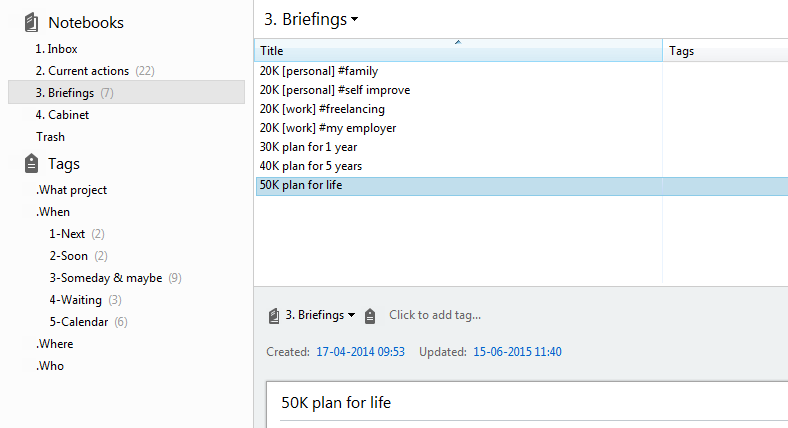 Notebooks
1. Inbox
2. Current actions (22)
3. Briefings (7)
4. Cabinet
Trash
Tags
.What project
.When
1-Next (2)
2-Soon (2)
3-Someday & maybe (9)
4-Waiting (3)
5-Calendar (6)
.Where
.Who
3. Briefings
Title Tags
20K [personal] #family
20K [personal] #self improve
20K [work] #freelancing
20K [work] #my employer
30K plan for 1 year
40K plan for 5 years
50K plan for life
3. Briefings Click to add tag...
Created: 17-04-2014 09:53 Updated: 15-06-2015 11:40
50K plan for life